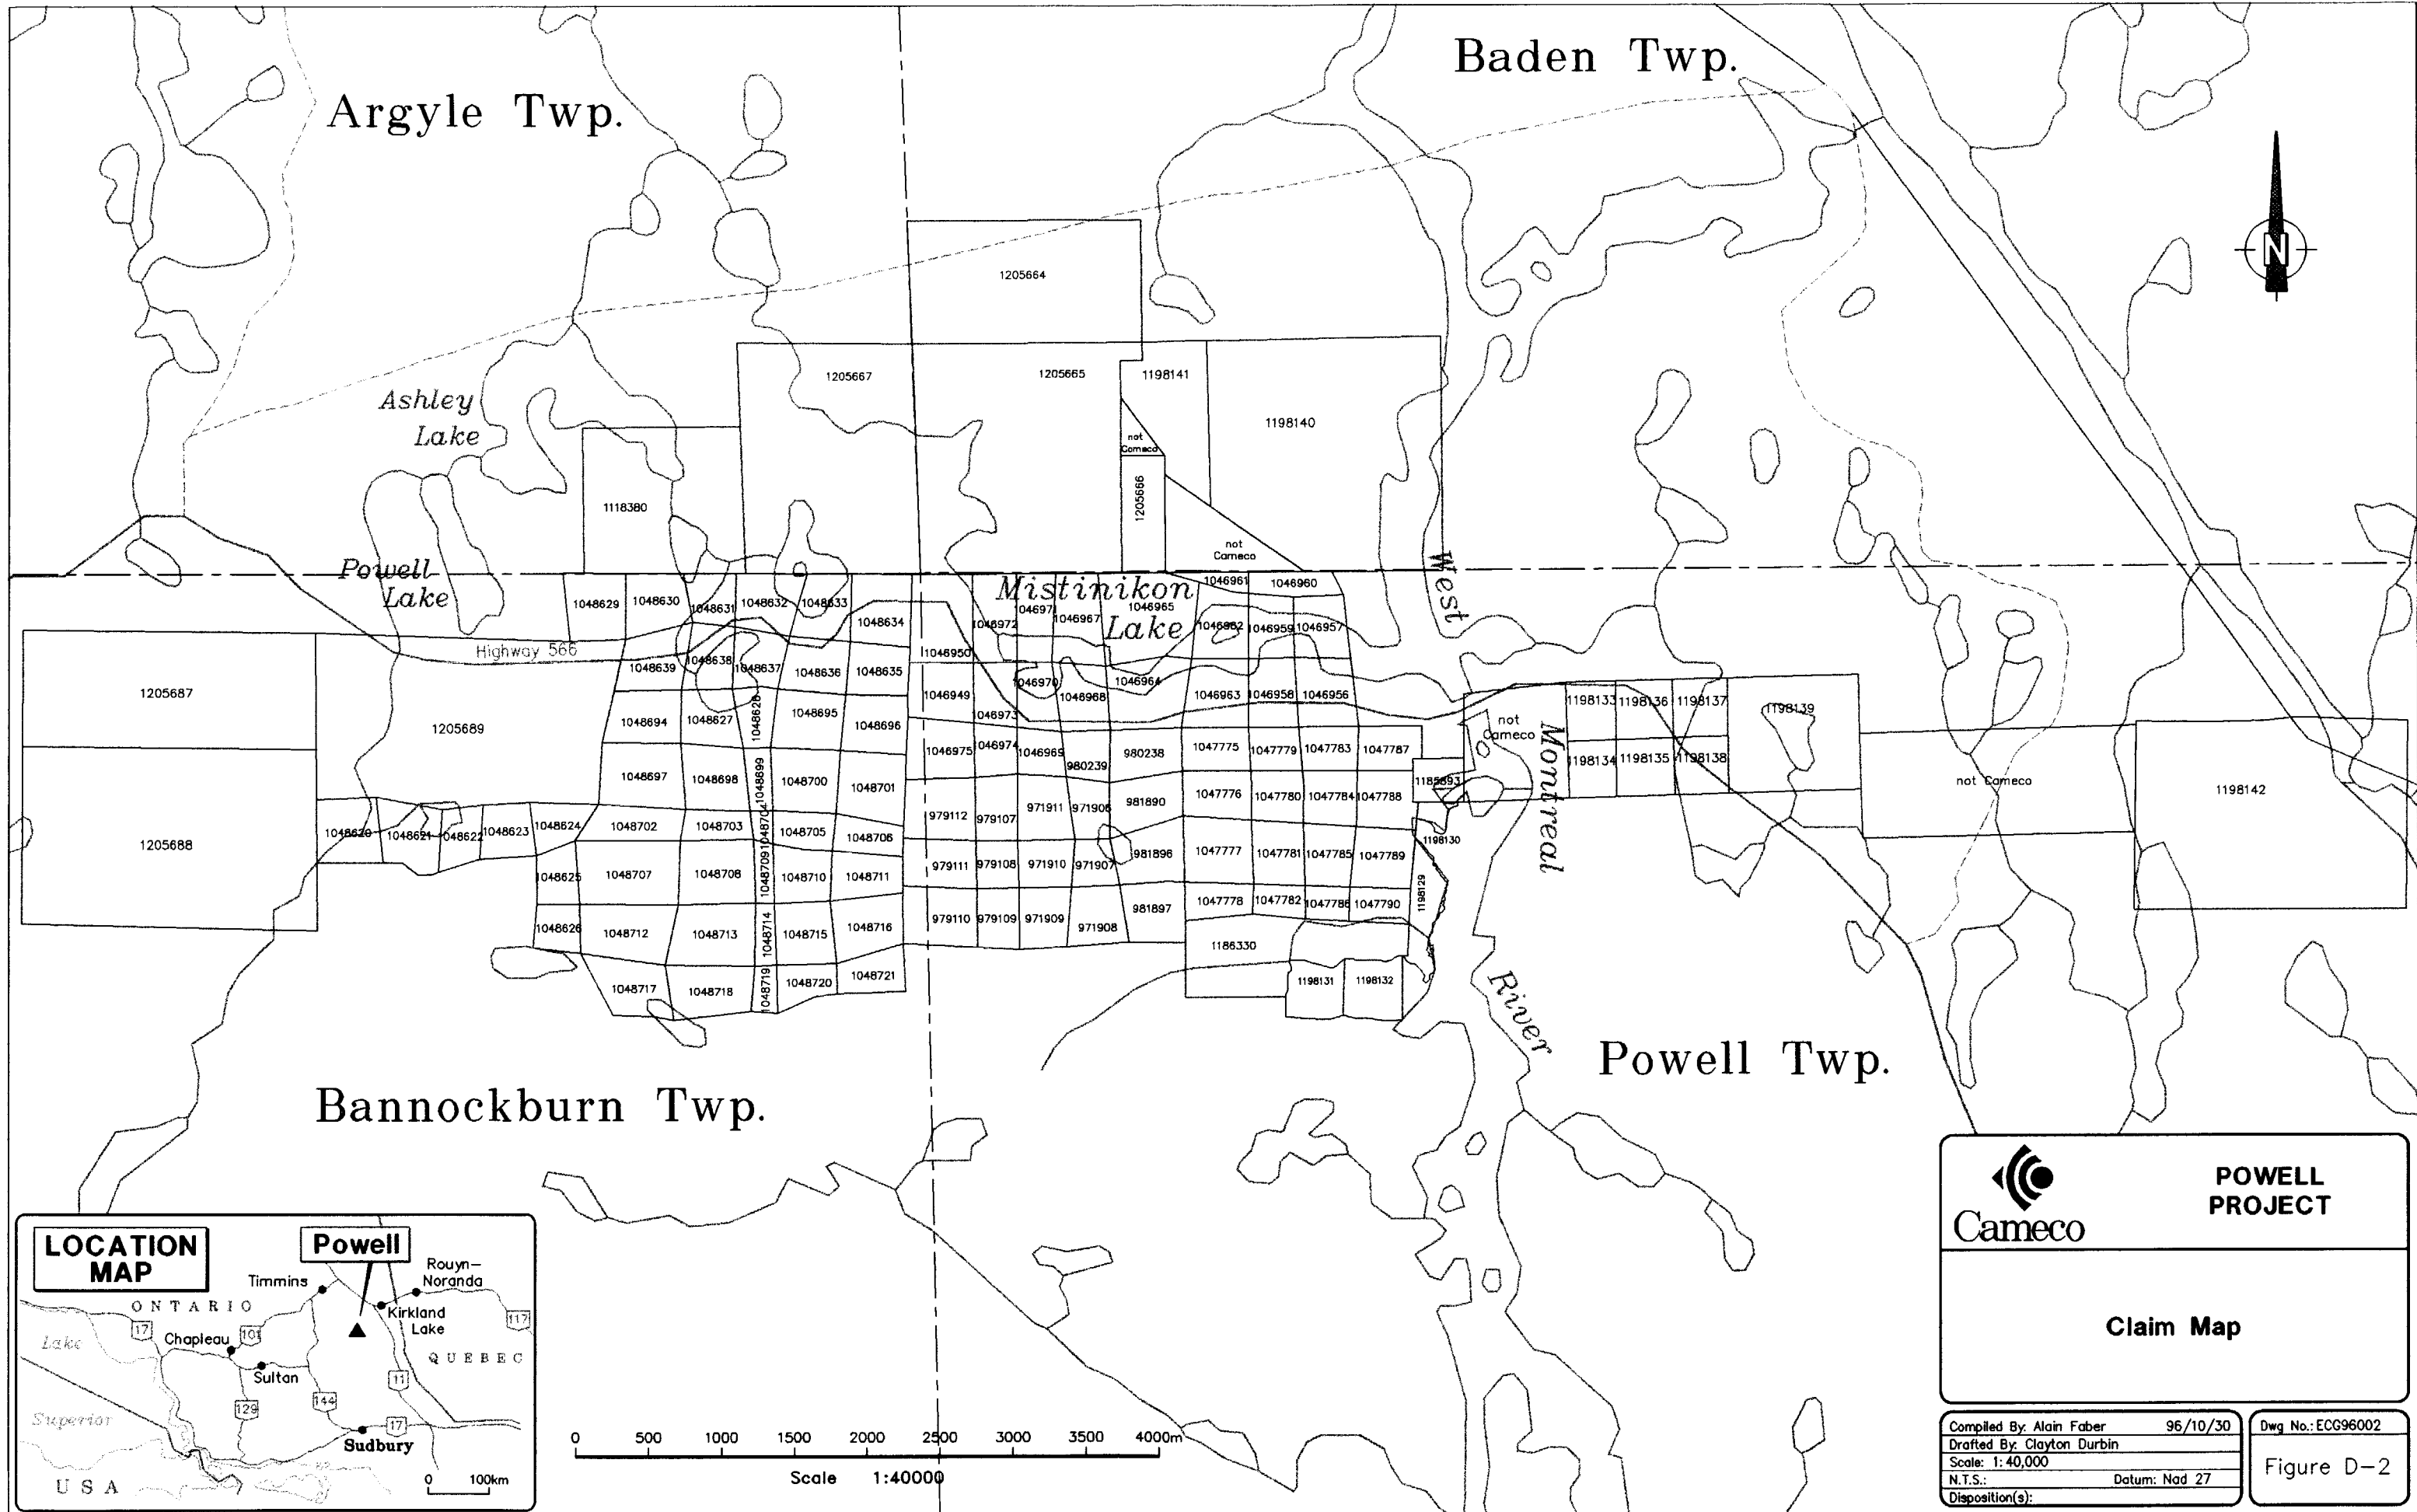 Baden Twp.
Argyle Twp.
N
1205664
1205667
1205665
1198141
1198140
Ashley
Lake
not
Cameco
1205666
1118380
not
Cameco
Powell
Lake
Mistinikon
Lake
West
Montreal
River
1048629
1048630
1048631
1048632
1048633
1048634
1046972
1046971
1046967
1046965
1046961
1046960
1046962
1046959
1046957
Highway 566
1048639
1048638
1048637
1048636
1048635
1046950
1046949
1046970
1046968
1046964
1046963
1046958
1046956
1205687
1205689
1048694
1048627
1048628
1048695
1048696
1046973
1046975
1046974
1046969
980239
980238
1047775
1047779
1047783
1047787
not
Cameco
1198133
1198136
1198137
1198139
1198134
1198135
1198138
not Cameco
1198142
1048697
1048698
1048699
1048700
1048701
1185893
1047776
1047780
1047784
1047788
979112
979107
971911
971906
981890
1205688
1048620
1048621
1048622
1048623
1048624
1048702
1048703
1048704
1048705
1048706
1198130
979111
979108
971910
971907
981896
1047777
1047781
1047785
1047789
1048625
1048707
1048708
1048709
1048710
1048711
1198129
979110
979109
971909
971908
981897
1047778
1047782
1047786
1047790
1048626
1048712
1048713
1048714
1048715
1048716
1186330
1048717
1048718
1048719
1048720
1048721
1198131
1198132
Powell Twp.
Bannockburn Twp.
LOCATION
MAP
Powell
Timmins
Rouyn-
Noranda
ONTARIO
Kirkland
Lake
17
Chapleau
101
117
Lake
QUEBEC
Sultan
11
129
144
Superior
17
Sudbury
USA
0 100km
0 500 1000 1500 2000 2500 3000 3500 4000m
Scale 1:40000
Cameco
POWELL
PROJECT
Claim Map
Compiled By: Alain Faber 96/10/30
Drafted By: Clayton Durbin
Scale: 1:40,000
N.T.S.: Datum: Nad 27
Disposition(s):
Dwg No.: ECG96002
Figure D-2